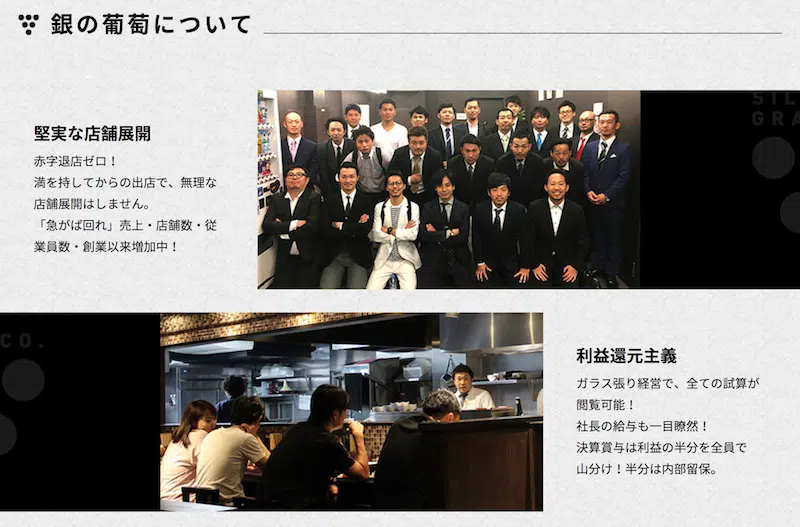 銀の葡萄について
堅実な店舗展開
赤字退店ゼロ！
満を持してからの出店で、無理な
店舗展開はしません。
「急がば回れ」売上・店舗数・従
業員数・創業以来増加中！
SIL
GRA
CO.
利益還元主義
ガラス張り経営で、全ての試算が
閲覧可能！
社長の給与も一目瞭然！
決算賞与は利益の半分を全員で
山分け！半分は内部留保。